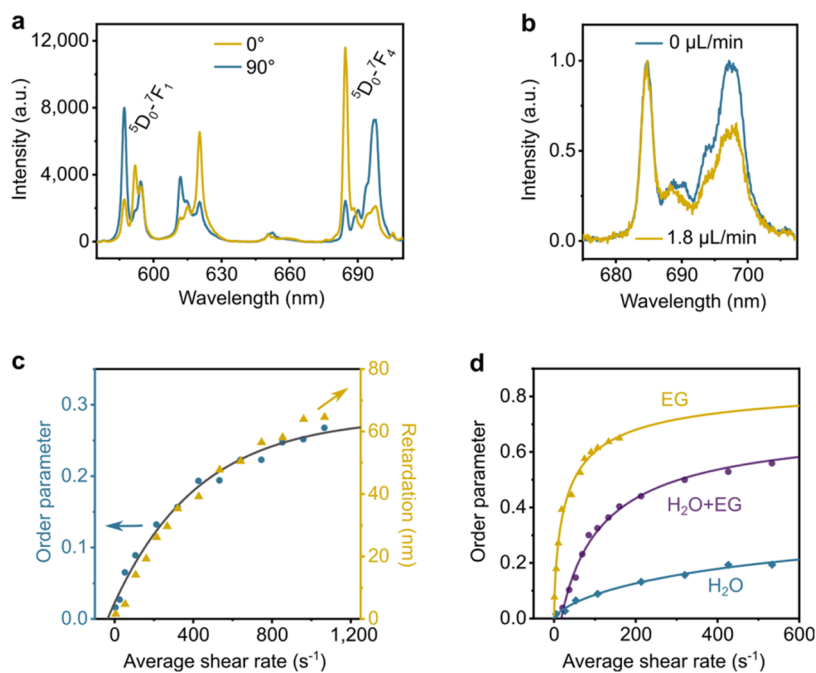 a
12,000
8,000
4,000
0
600
630
660
690
Intensity (a.u.)
Wavelength (nm)
0°
90°
⁵D₀-⁷F₁
⁵D₀-⁷F₄
b
1.0
0.5
0.0
680
690
700
Intensity (a.u.)
Wavelength (nm)
0 µL/min
1.8 µL/min
c
0.3
0.2
0.1
0.0
0
400
800
1,200
80
60
40
20
0
Order parameter
Retardation (nm)
Average shear rate (s⁻¹)
d
0.8
0.6
0.4
0.2
0.0
0
200
400
600
Order parameter
Average shear rate (s⁻¹)
EG
H₂O+EG
H₂O